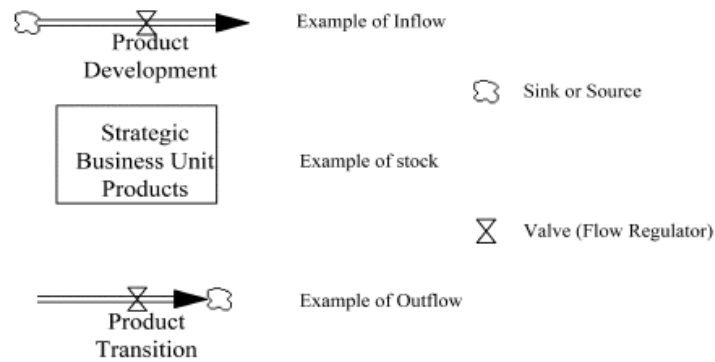 Example of Inflow
Product
Development
Sink or Source
Strategic
Business Unit
Products
Example of stock
Valve (Flow Regulator)
Example of Outflow
Product
Transition